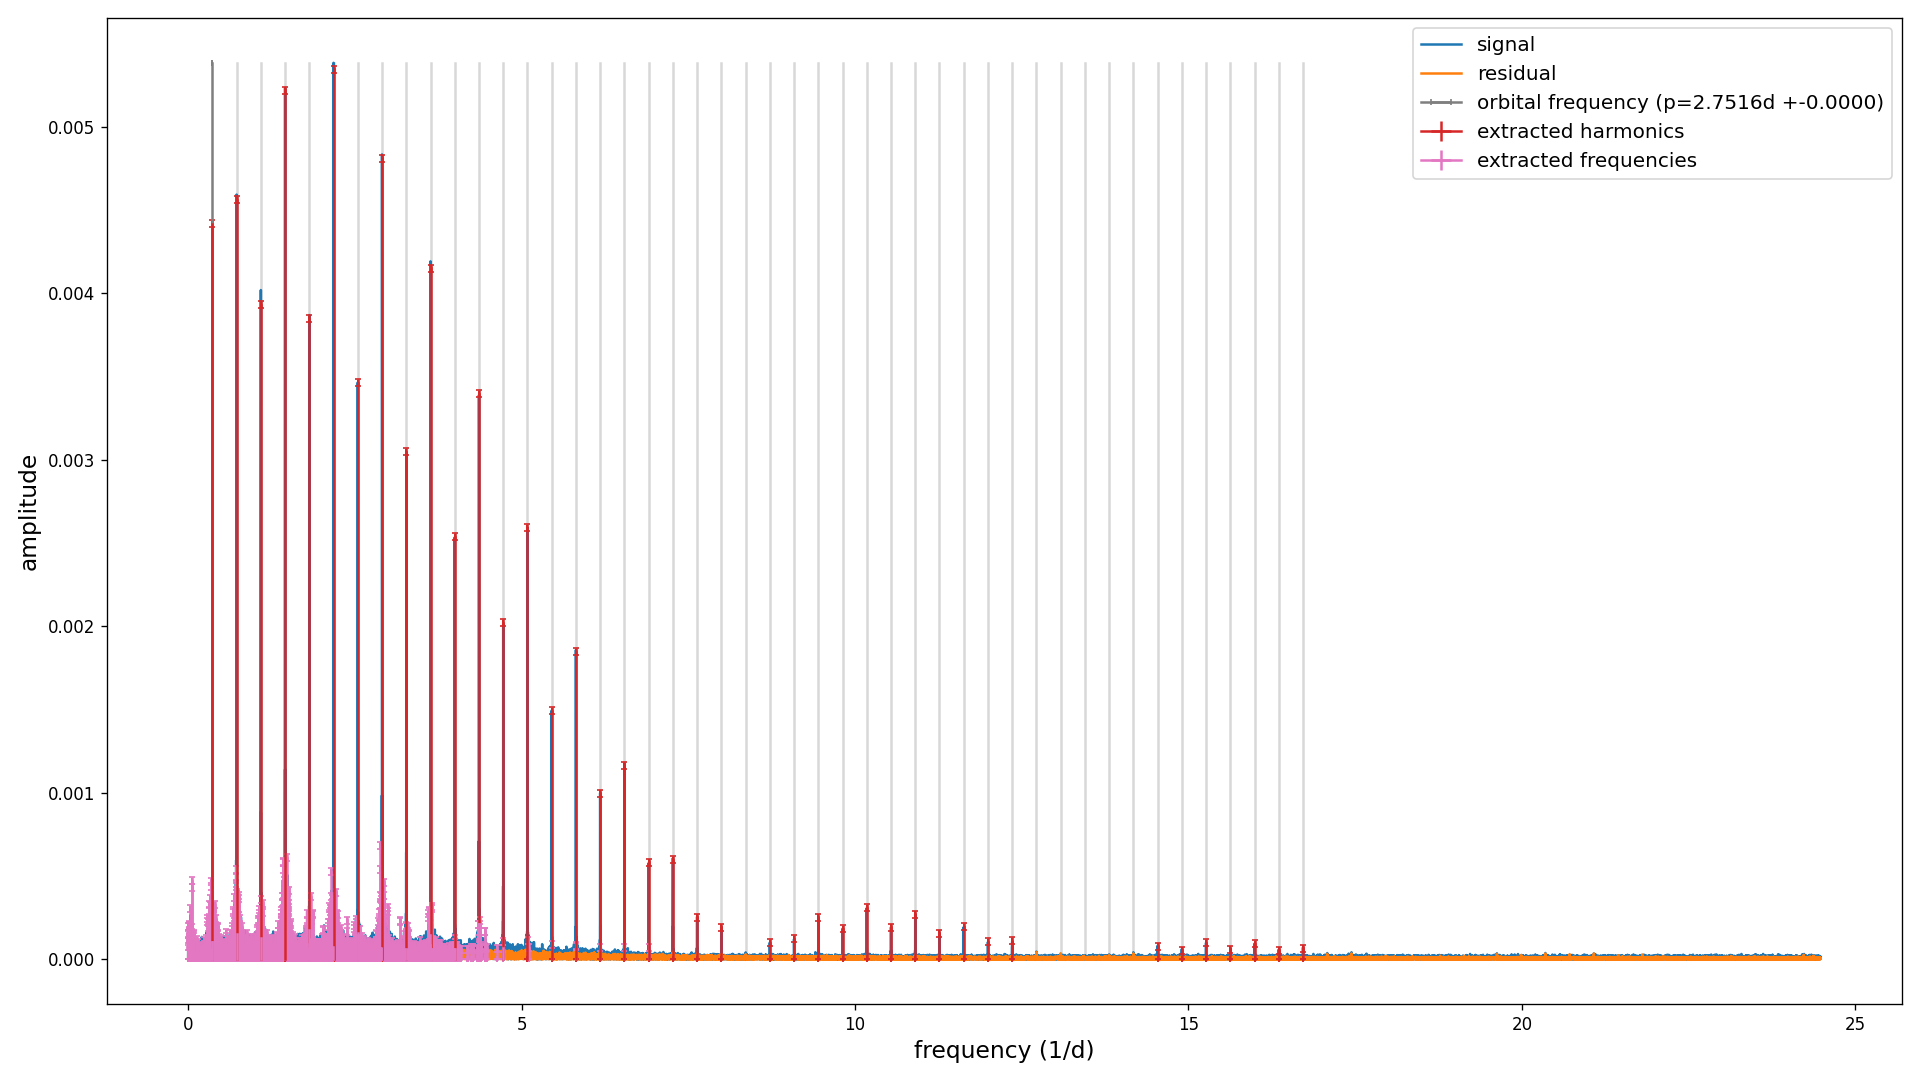 signal
residual
orbital frequency (p=2.7516d +-0.0000)
extracted harmonics
extracted frequencies
0.005
0.004
0.003
0.002
0.001
0.000
amplitude
0
5
10
15
20
25
frequency (1/d)